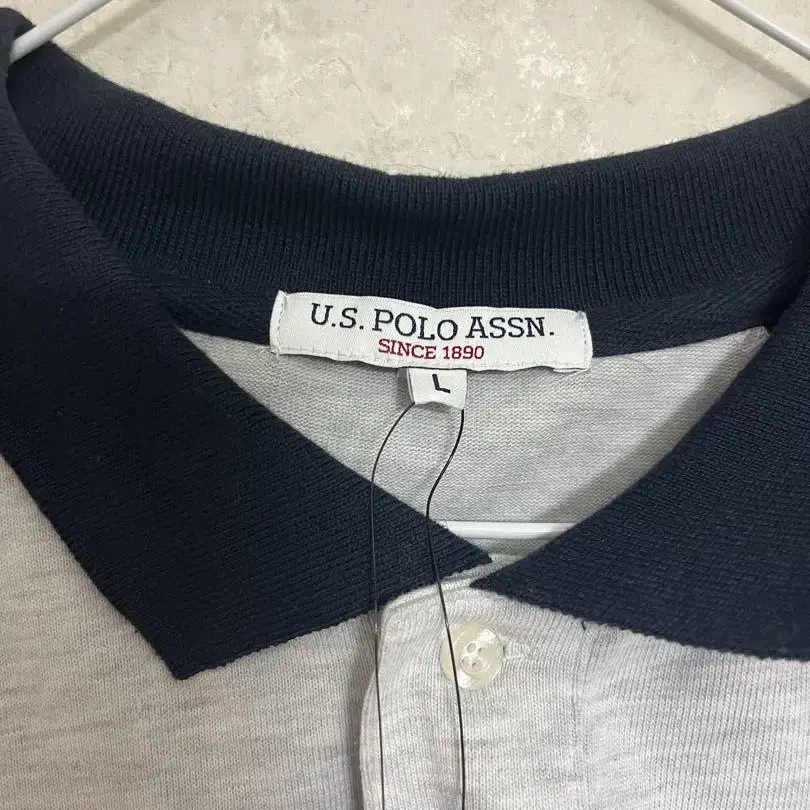 U.S. POLO ASSN.
SINCE 1890
L